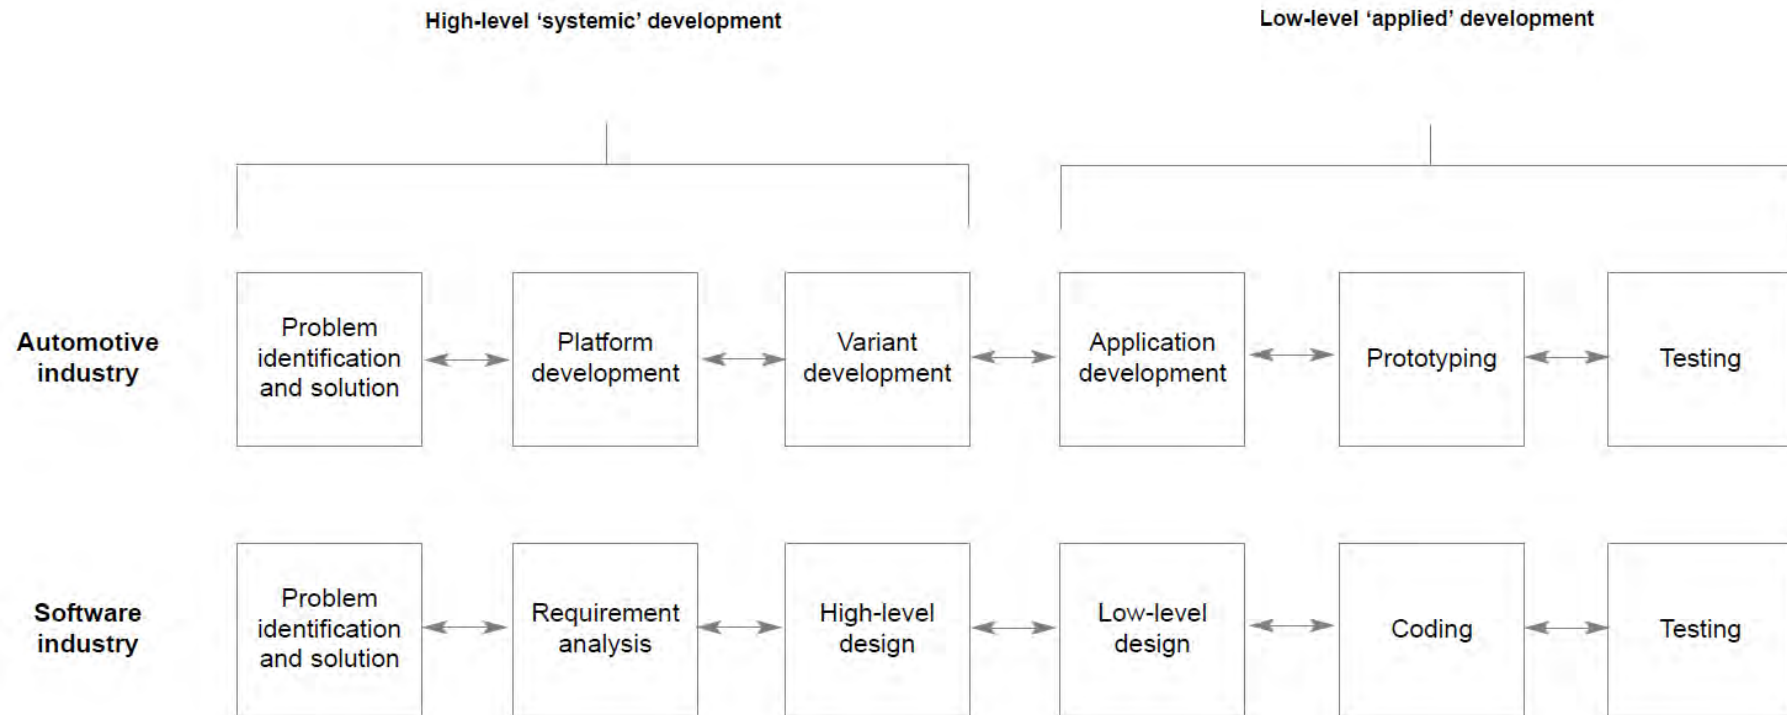 High-level ‘systemic’ development
Low-level ‘applied’ development
Automotive
industry
Problem
identification
and solution
Platform
development
Variant
development
Application
development
Prototyping
Testing
Software
industry
Problem
identification
and solution
Requirement
analysis
High-level
design
Low-level
design
Coding
Testing